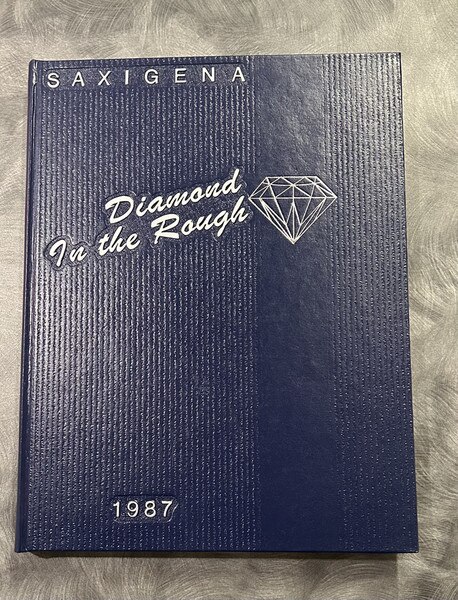 SAXIGENA
Diamond
In the Rough
1987